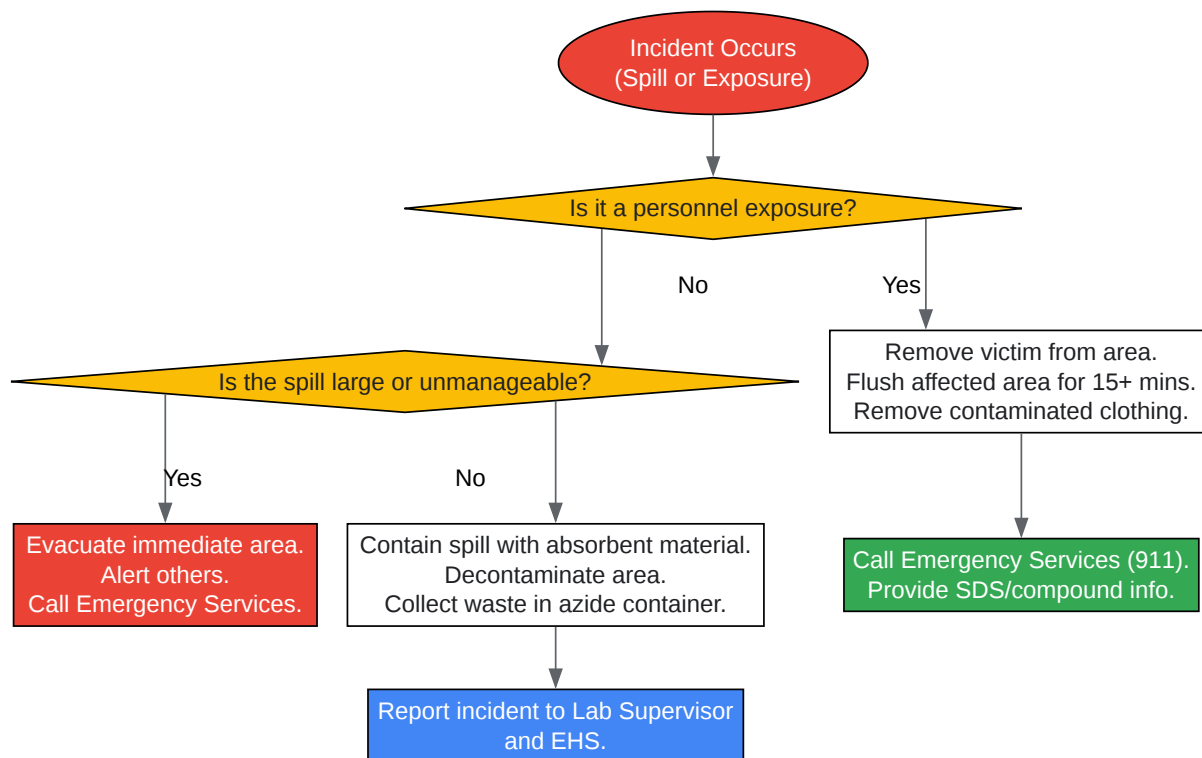 Incident Occurs
(Spill or Exposure)
Is it a personnel exposure?
No
Yes
Remove victim from area.
Flush affected area for 15+ mins.
Remove contaminated clothing.
Is the spill large or unmanageable?
Yes
No
Evacuate immediate area.
Alert others.
Call Emergency Services.
Contain spill with absorbent material.
Decontaminate area.
Collect waste in azide container.
Call Emergency Services (911).
Provide SDS/compound info.
Report incident to Lab Supervisor
and EHS.